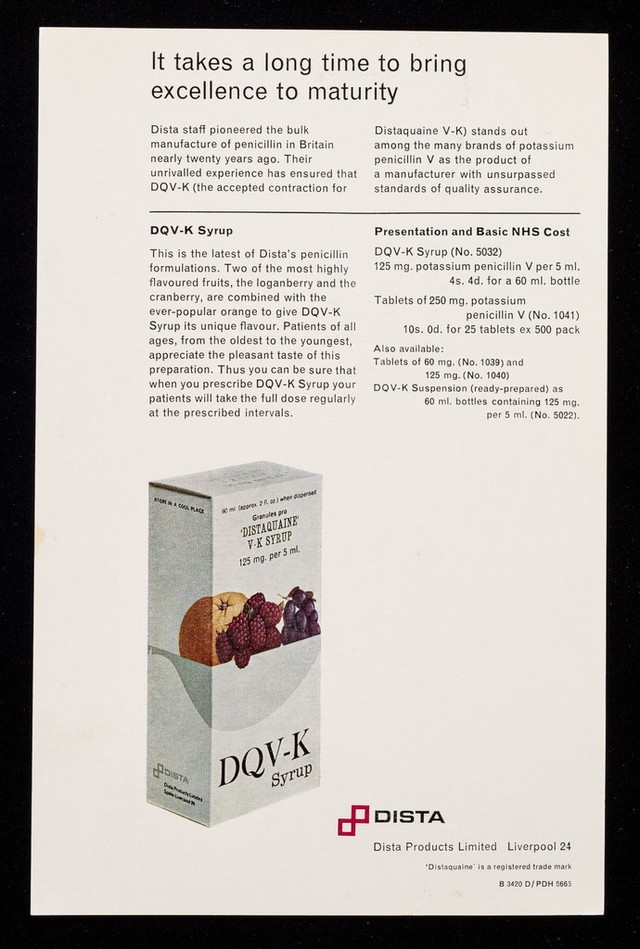 It takes a long time to bring
excellence to maturity
Dista staff pioneered the bulk
manufacture of penicillin in Britain
nearly twenty years ago. Their
unrivalled experience has ensured that
DQV-K (the accepted contraction for
Distaquaine V-K) stands out
among the many brands of potassium
penicillin V as the product of
a manufacturer with unsurpassed
standards of quality assurance.
DQV-K Syrup
This is the latest of Dista's penicillin
formulations. Two of the most highly
flavoured fruits, the loganberry and the
cranberry, are combined with the
ever-popular orange to give DQV-K
Syrup its unique flavour. Patients of all
ages, from the oldest to the youngest,
appreciate the pleasant taste of this
preparation. Thus you can be sure that
when you prescribe DQV-K Syrup your
patients will take the full dose regularly
at the prescribed intervals.
Presentation and Basic NHS Cost
DQV-K Syrup (No. 5032)
125 mg. potassium penicillin V per 5 ml.
4s. 4d. for a 60 ml. bottle
Tablets of 250 mg. potassium
penicillin V (No. 1041)
10s. 0d. for 25 tablets ex 500 pack
Also available:
Tablets of 60 mg. (No. 1039) and
125 mg. (No. 1040)
DQV-K Suspension (ready-prepared) as
60 ml. bottles containing 125 mg.
per 5 ml. (No. 5022).
STORE IN A COOL PLACE
60 ml. (approx. 2 fl. oz.) when dispensed
Granules pro
'DISTAQUAINE'
V-K SYRUP
125 mg. per 5 ml.
DQV-K
Syrup
DISTA
Dista Products Limited
Speke Liverpool 24
DISTA
Dista Products Limited Liverpool 24
'Distaquaine' is a registered trade mark
B 3420 D/PDH 5665